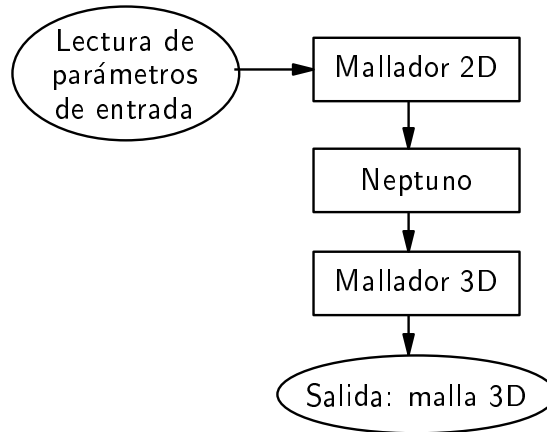 Lectura de
parámetros
de entrada
Mallador 2D
Neptuno
Mallador 3D
Salida: malla 3D